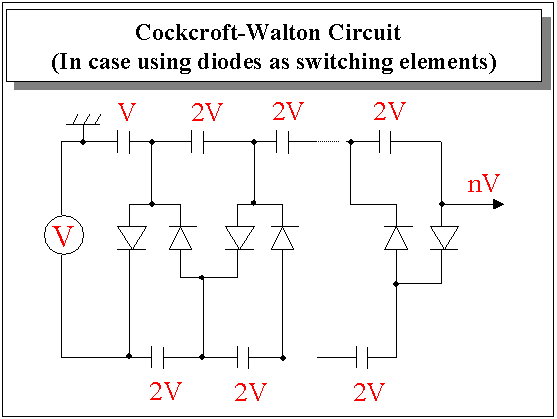 Cockcroft-Walton Circuit
(In case using diodes as switching elements)
V 2V 2V 2V
nV
V
2V 2V 2V